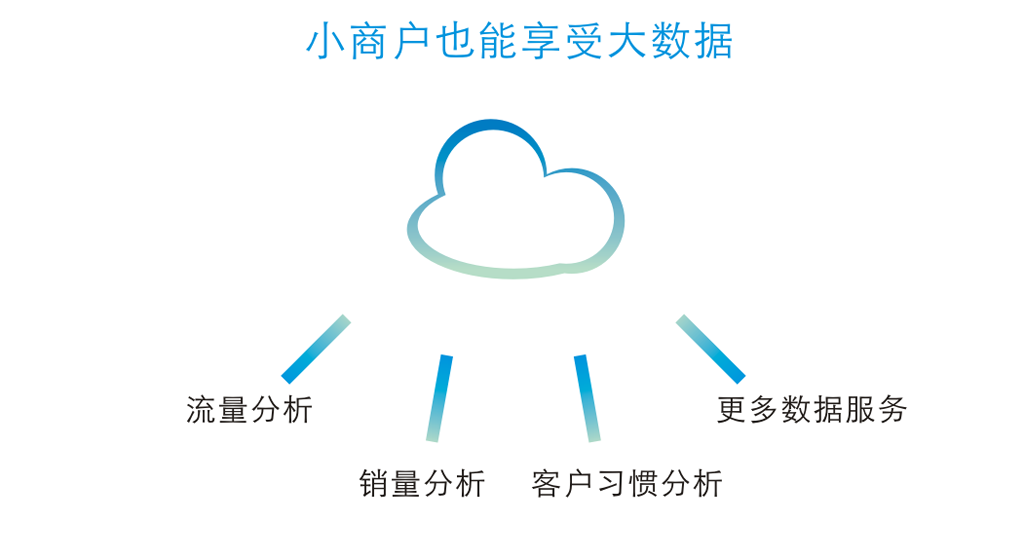 小商户也能享受大数据
流量分析
更多数据服务
销量分析
客户习惯分析